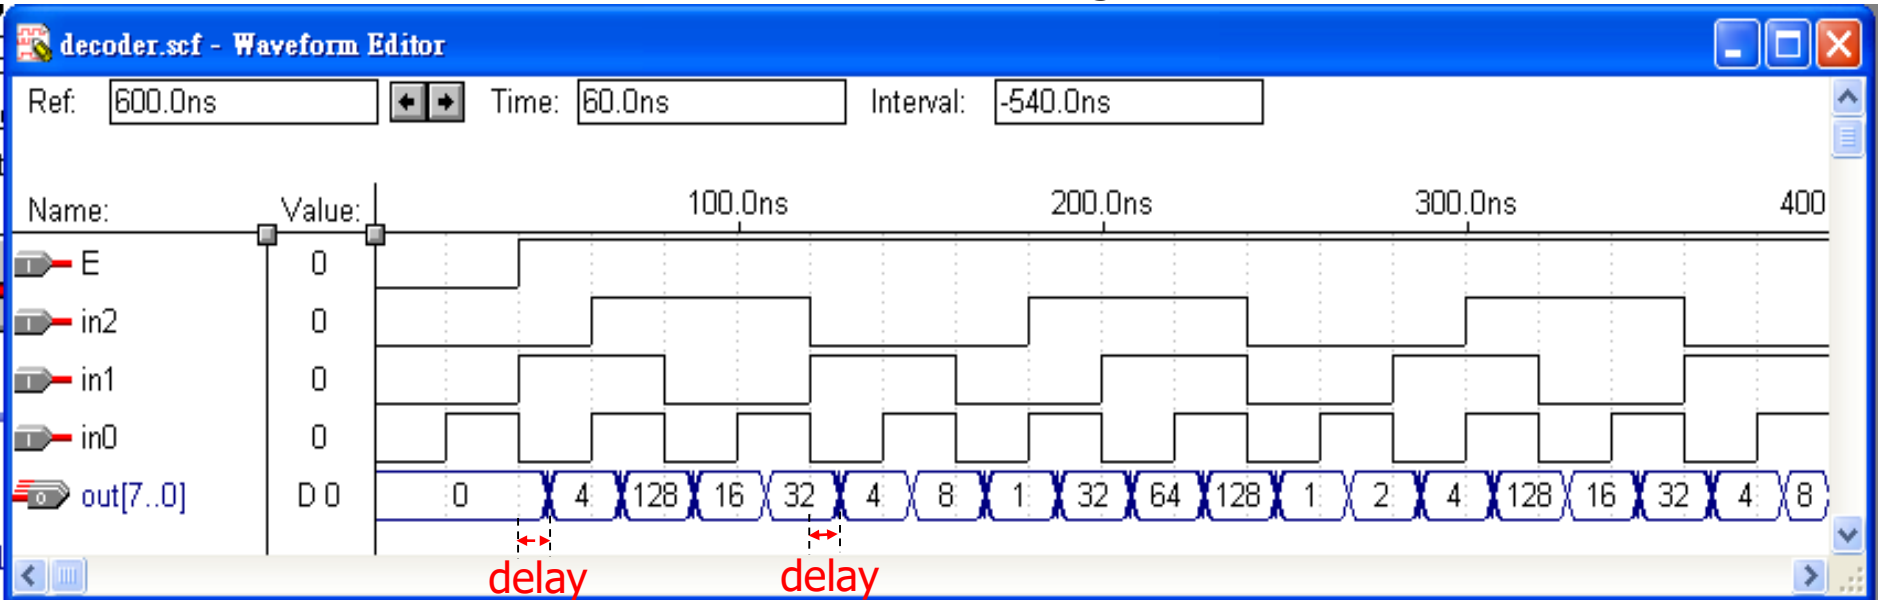 decoder.scf - Waveform Editor
Ref: 600.0ns Time: 60.0ns Interval: -540.0ns
100.0ns 200.0ns 300.0ns 400
Name: Value:
E 0
in2 0
in1 0
in0 0
out[7..0] D 0 0 4 128 16 32 4 8 1 32 64 128 1 2 4 128 16 32 4 8
delay delay